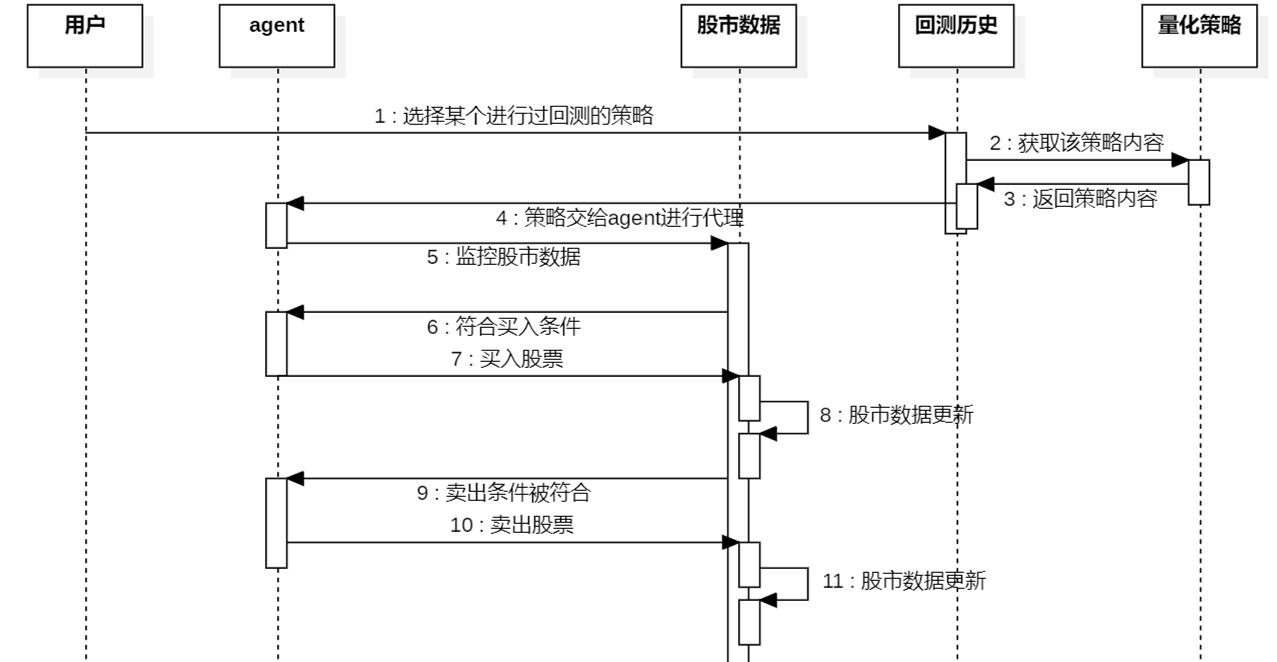 用户
agent
股市数据
回测历史
量化策略
1 : 选择某个进行过回测的策略
2 : 获取该策略内容
3 : 返回策略内容
4 : 策略交给agent进行代理
5 : 监控股市数据
6 : 符合买入条件
7 : 买入股票
8 : 股市数据更新
9 : 卖出条件被符合
10 : 卖出股票
11 : 股市数据更新